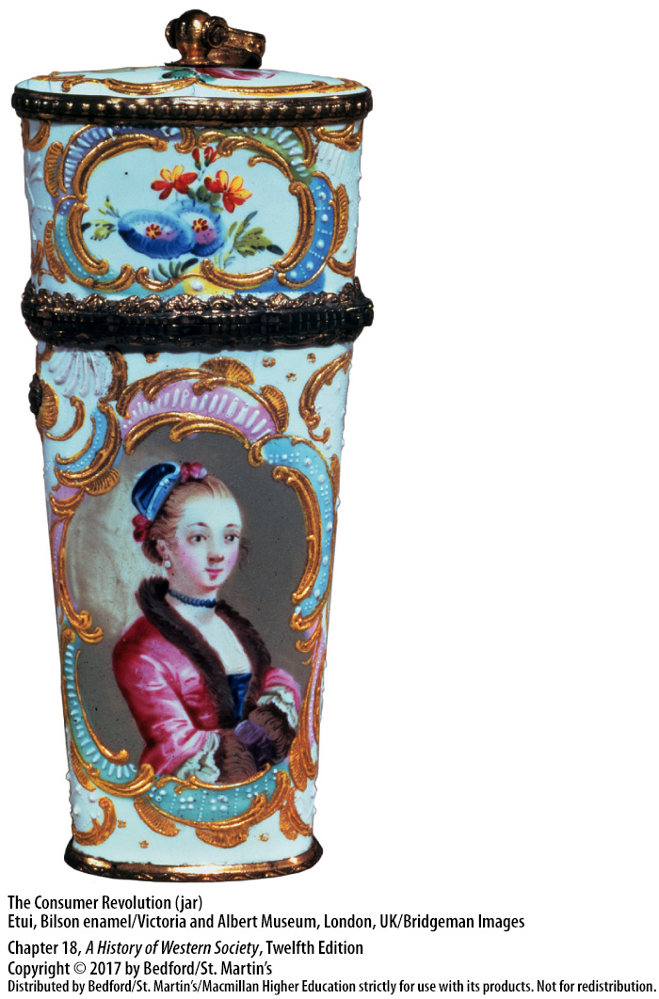 The Consumer Revolution (jar)
Etui, Bilson enamel/Victoria and Albert Museum, London, UK/Bridgeman Images
Chapter 18, A History of Western Society, Twelfth Edition
Copyright © 2017 by Bedford/St. Martin's
Distributed by Bedford/St. Martin's/Macmillan Higher Education strictly for use with its products. Not for redistribution.